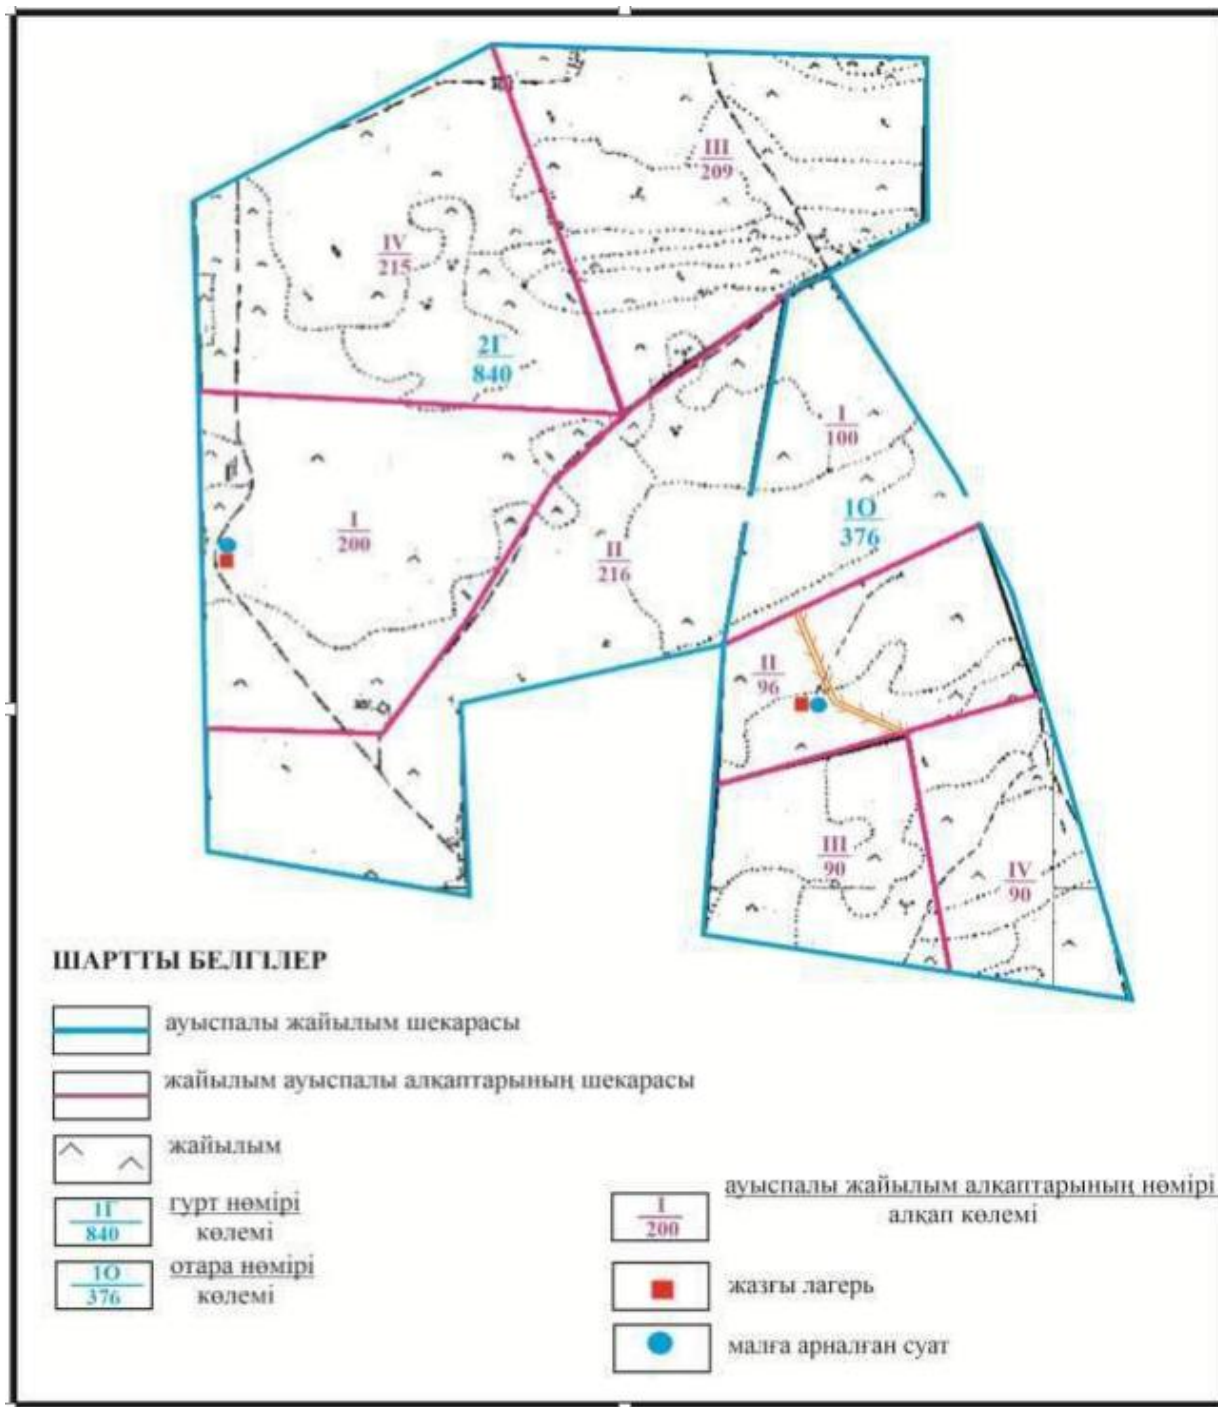 III
209
IV
215
2Г
840
I
100
I
200
II
216
1О
376
II
96
III
90
IV
90
ШАРТТЫ БЕЛГІЛЕР
ауыспалы жайылым шекарасы
жайылым ауыспалы алқаптарының шекарасы
жайылым
1Г
840
гурт нөмірі
көлемі
1О
376
отара нөмірі
көлемі
I
200
ауыспалы жайылым алқаптарының нөмірі
алқап көлемі
жазғы лагерь
малға арналған суат